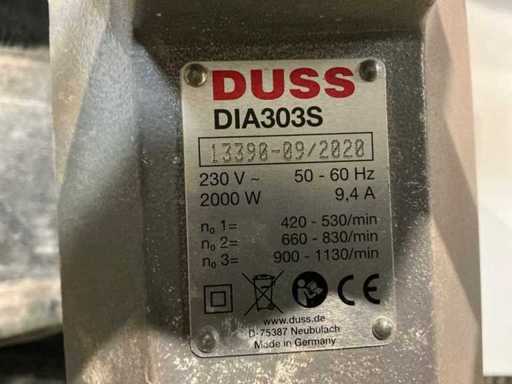 DUSS
DIA303S
13390-09/2020
230 V ~ 50 - 60 Hz
2000 W 9,4 A
n₀ 1= 420 - 530/min
n₀ 2= 660 - 830/min
n₀ 3= 900 - 1130/min
CE
www.duss.de
D-75387 Neubulach
Made in Germany